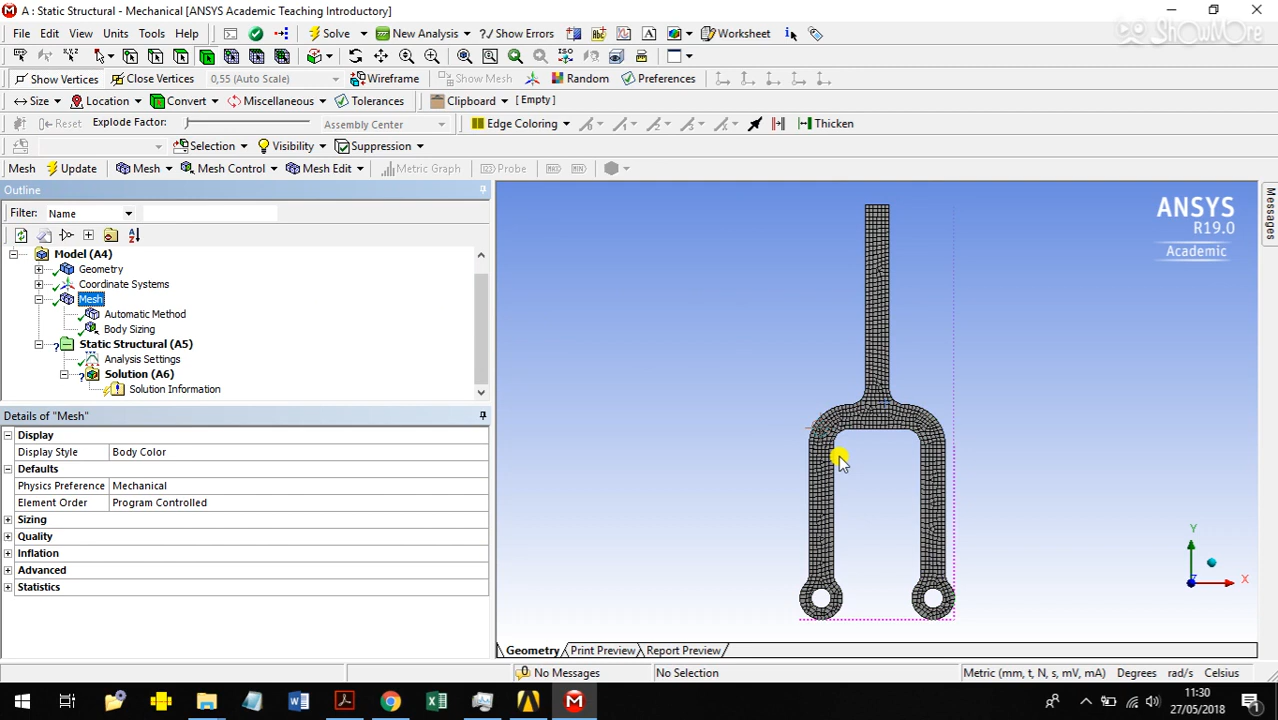 A : Static Structural - Mechanical [ANSYS Academic Teaching Introductory]
ShowMore
File Edit View Units Tools Help Solve New Analysis ?/ Show Errors Worksheet
Show Vertices Close Vertices 0,55 (Auto Scale) Wireframe Show Mesh Random Preferences
Size Location Convert Miscellaneous Tolerances Clipboard [Empty]
Reset Explode Factor: Assembly Center Edge Coloring Thicken
Selection Visibility Suppression
Mesh Update Mesh Mesh Control Mesh Edit Metric Graph Probe MAX MIN
Outline
Filter: Name
Model (A4)
Geometry
Coordinate Systems
Mesh
Automatic Method
Body Sizing
Static Structural (A5)
Analysis Settings
Solution (A6)
Solution Information
Details of "Mesh"
Display
Display Style Body Color
Defaults
Physics Preference Mechanical
Element Order Program Controlled
Sizing
Quality
Inflation
Advanced
Statistics
ANSYS
R19.0
Academic
Messages
Y
X
Z
Geometry Print Preview Report Preview
0 No Messages No Selection Metric (mm, t, N, s, mV, mA) Degrees rad/s Celsius
11:30
27/05/2018